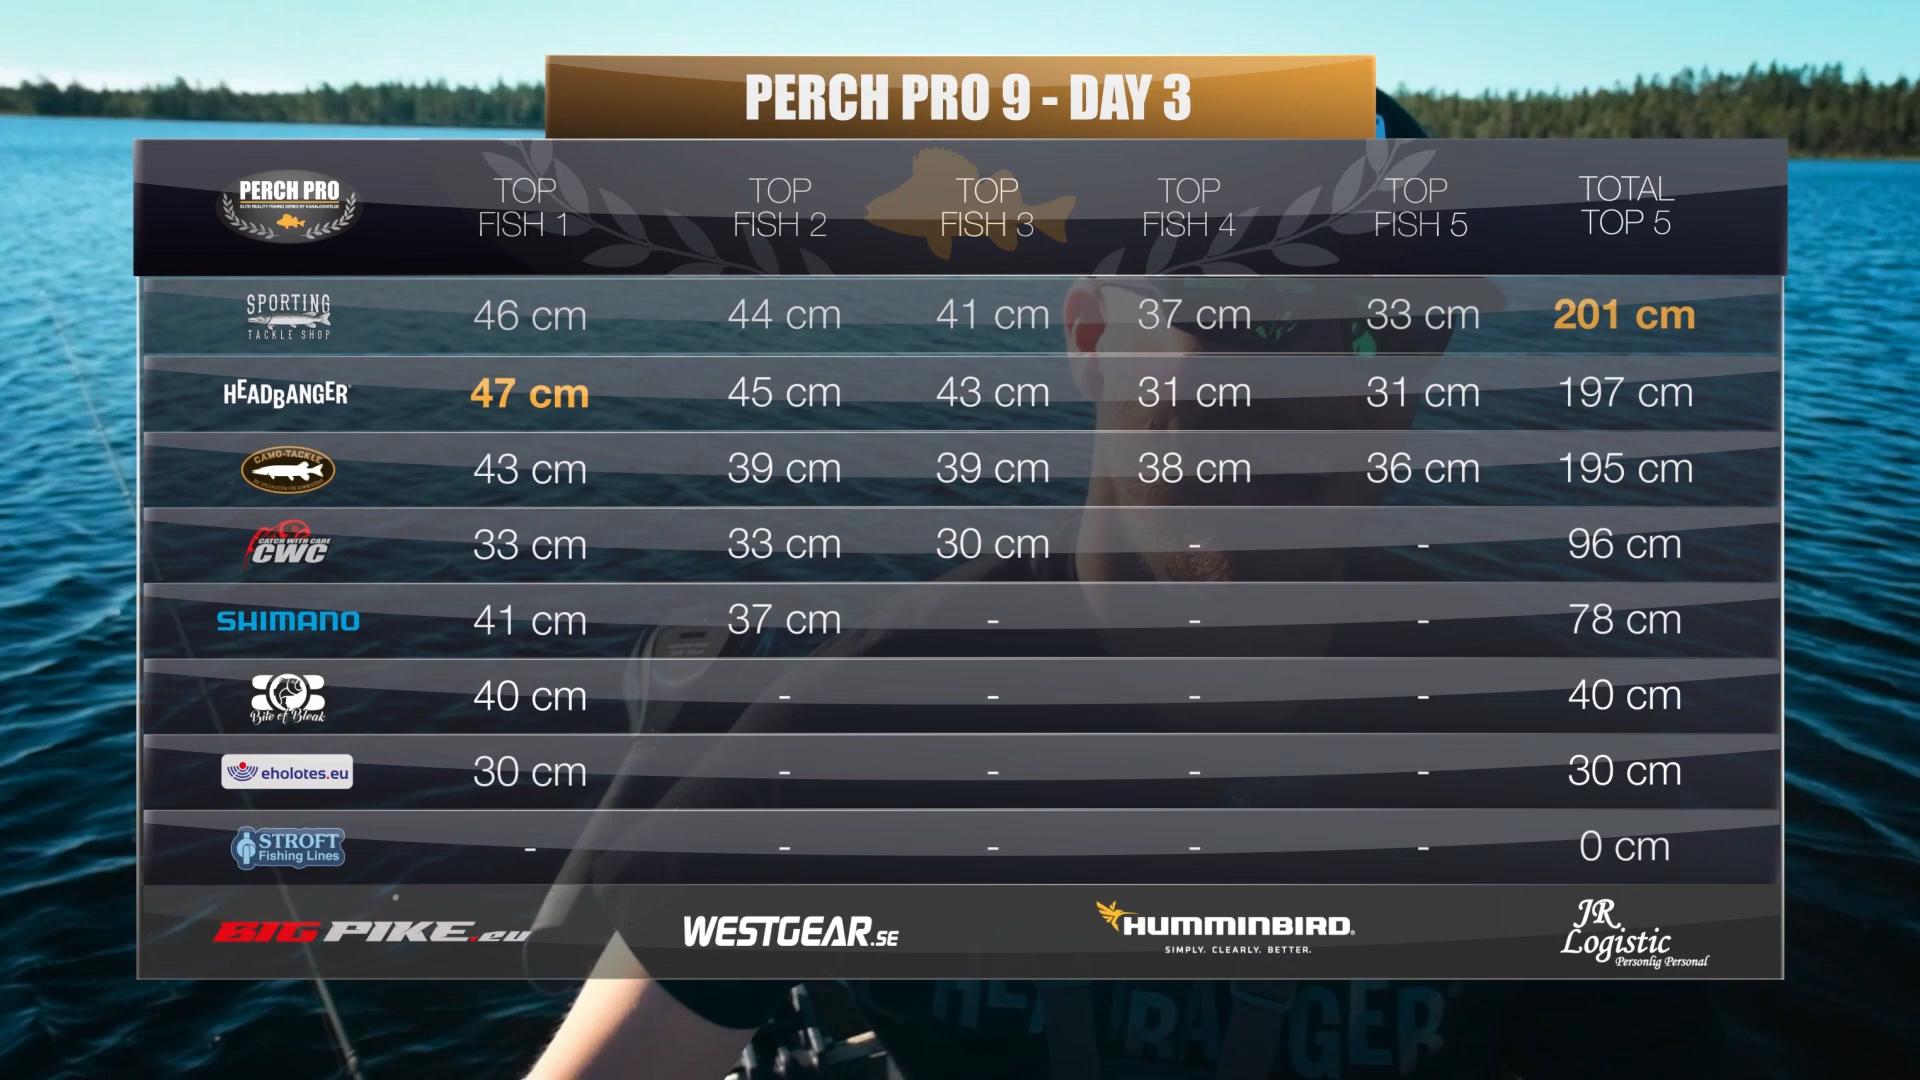 PERCH PRO 9 - DAY 3
PERCH PRO
TOP FISH 1
TOP FISH 2
TOP FISH 3
TOP FISH 4
TOP FISH 5
TOTAL TOP 5
SPORTING
TACKLE SHOP
46 cm 44 cm 41 cm 37 cm 33 cm 201 cm
HEADBANGER 47 cm 45 cm 43 cm 31 cm 31 cm 197 cm
CAMO-TACKLE
43 cm 39 cm 39 cm 38 cm 36 cm 195 cm
CATCH WITH CARE
CWC
33 cm 33 cm 30 cm - - 96 cm
SHIMANO 41 cm 37 cm - - - 78 cm
Bite of Bleak
40 cm - - - - 40 cm
eholotes.eu 30 cm - - - - 30 cm
STROFT
Fishing Lines
- - - - - 0 cm
BIG PIKE.eu
WESTGEAR.SE
HUMMINBIRD
SIMPLY. CLEARLY. BETTER.
JR
Logistic
Personlig Personal
HEADBANGER